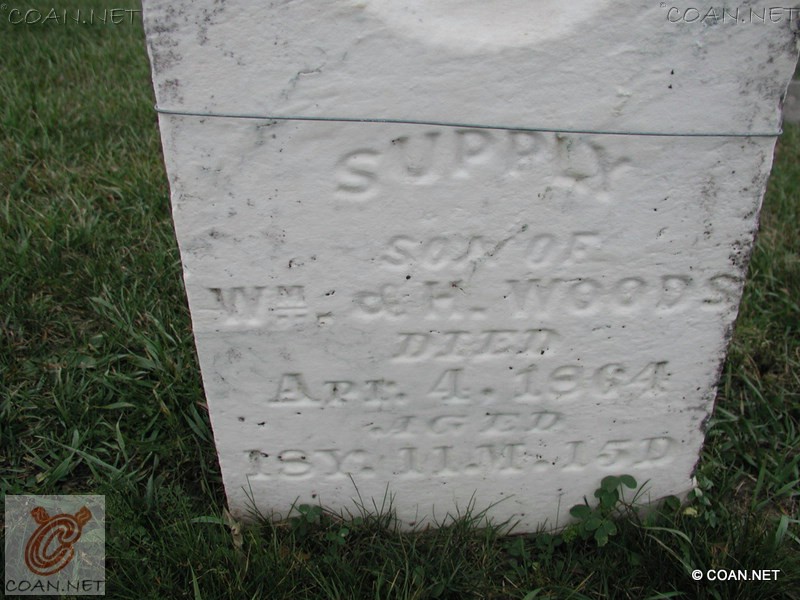 ©COAN.NET
©COAN.NET
SUPPLY
SON OF
WM. & H. WOODS
DIED
APR. 4. 1864
AGED
18Y. 11.M. 15D
COAN.NET
© COAN.NET